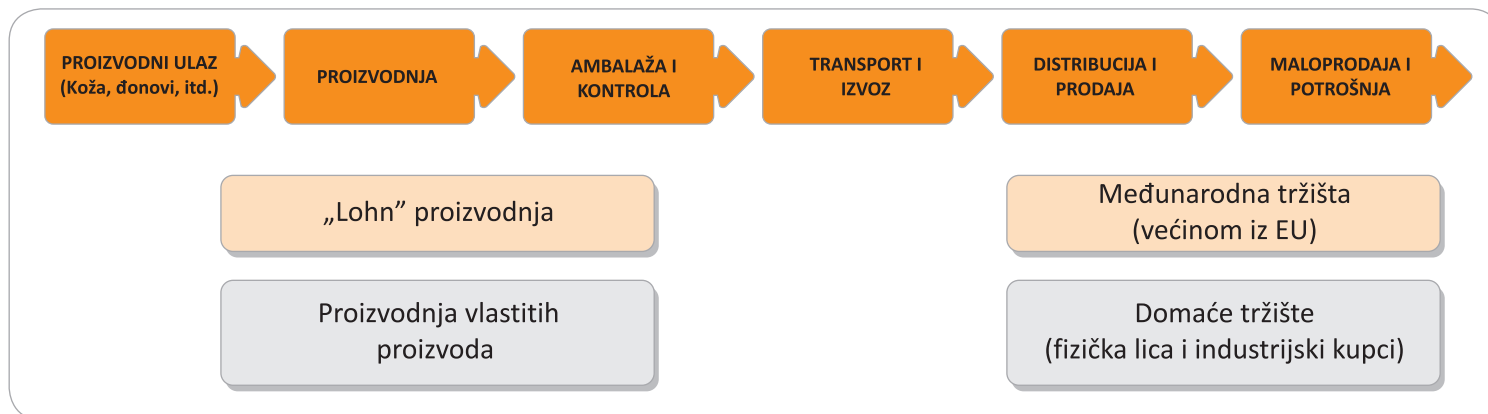 PROIZVODNI ULAZ
(Koža, đonovi, itd.)
PROIZVODNJA
AMBALAŽA I
KONTROLA
TRANSPORT I
IZVOZ
DISTRIBUCIJA I
PRODAJA
MALOPRODAJA I
POTROŠNJA
„Lohn” proizvodnja
Međunarodna tržišta
(većinom iz EU)
Proizvodnja vlastitih
proizvoda
Domaće tržište
(fizička lica i industrijski kupci)